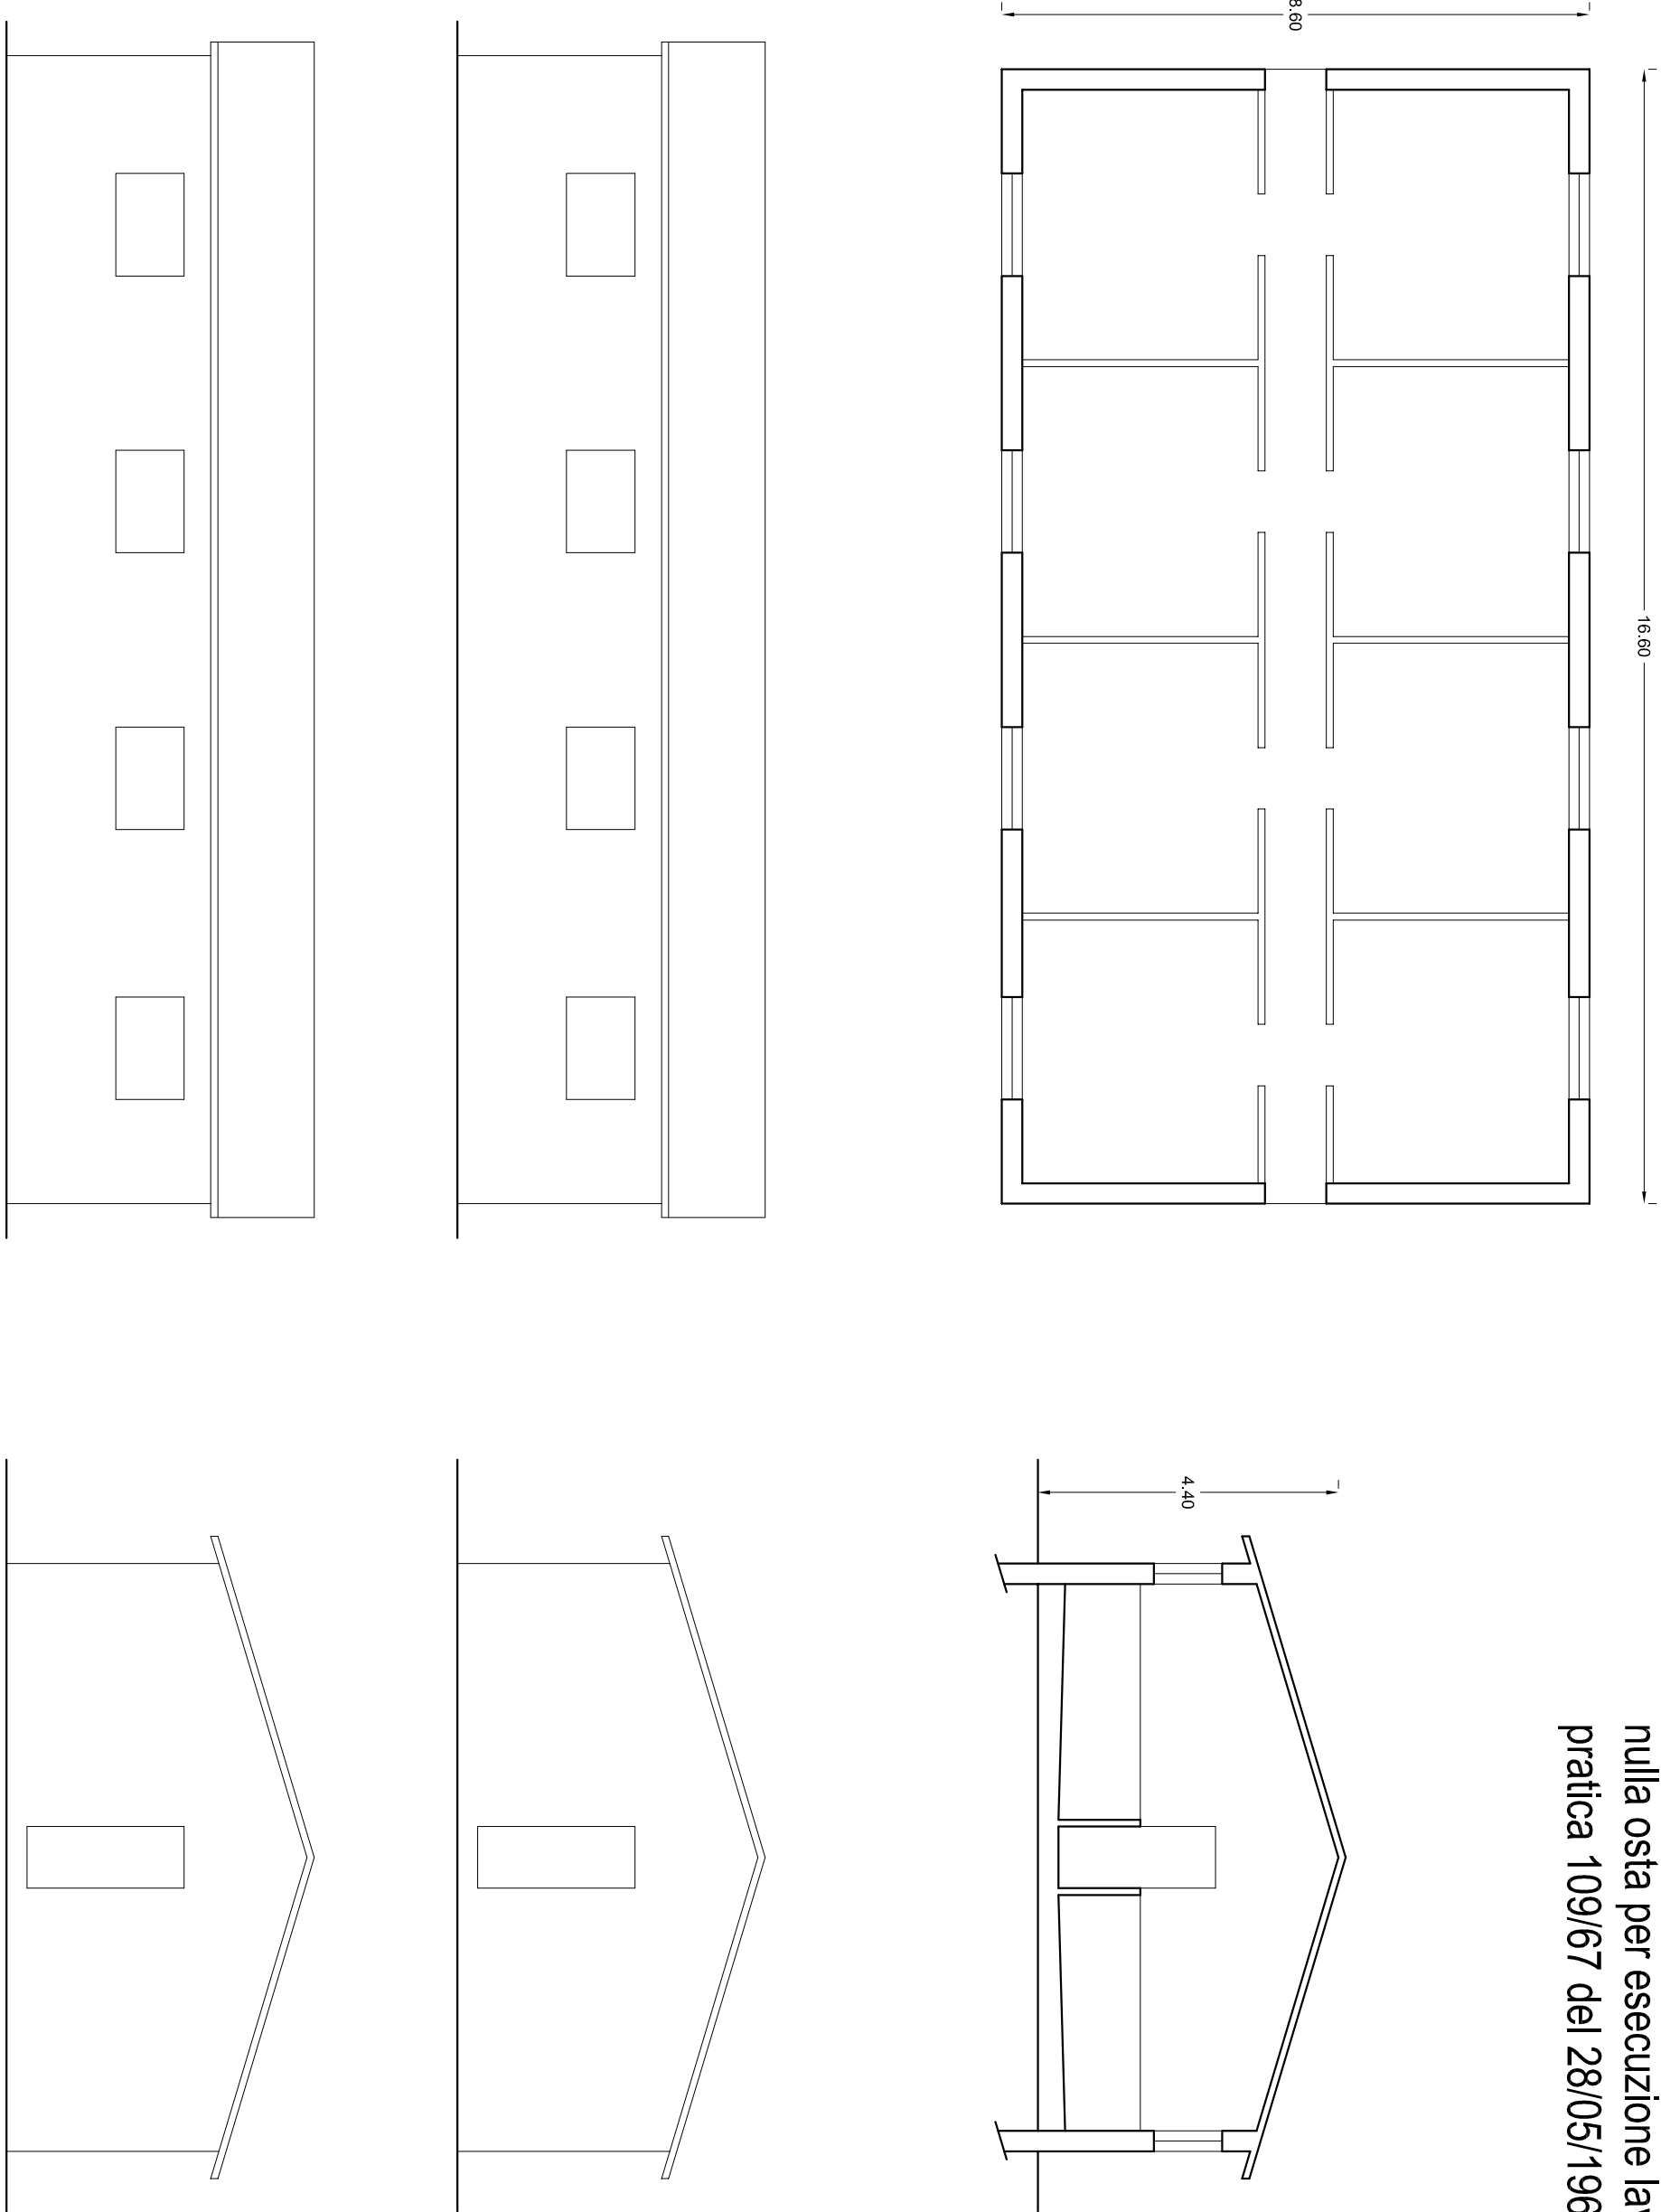 nulla osta per esecuzione
pratica 109/67 del 28/05/196
8.60
16.60
4.40